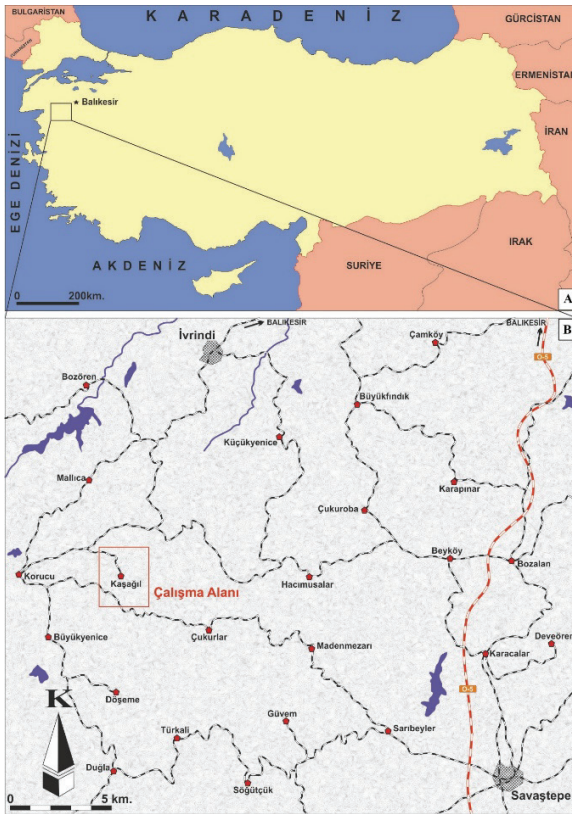 BULGARİSTAN
KARADENİZ
GÜRCİSTAN
ERMENİSTAN
Balıkesir
İRAN
EGE DENİZİ
AKDENİZ
SURİYE
IRAK
200km.
A
B
BALIKESİR
BALIKESİR
İvrindi
Çamköy
D-5
Bozören
Büyükfındık
Küçükyenice
Mallıca
Karapınar
Çukuroba
Beyköy
Bozalan
Korucu
Kaşağıl
Hacımusalar
Çalışma Alanı
Büyükyenice
Çukurlar
Madenmezarı
Deveören
Karacalar
Döşeme
D-5
K
Güvem
Türkali
Sarıbeyler
Duğla
Söğütçük
Savaştepe
0 5 km.